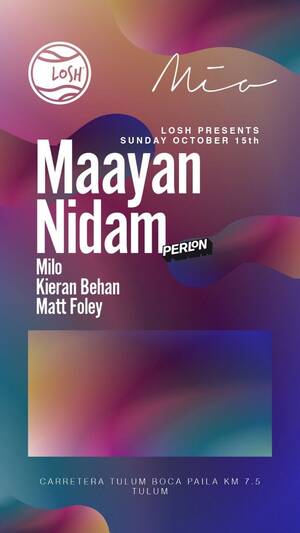 LOSH
Mio
LOSH PRESENTS
SUNDAY OCTOBER 15th
Maayan
Nidam
PERLON
Milo
Kieran Behan
Matt Foley
CARRETERA TULUM BOCA PAILA KM 7.5
TULUM